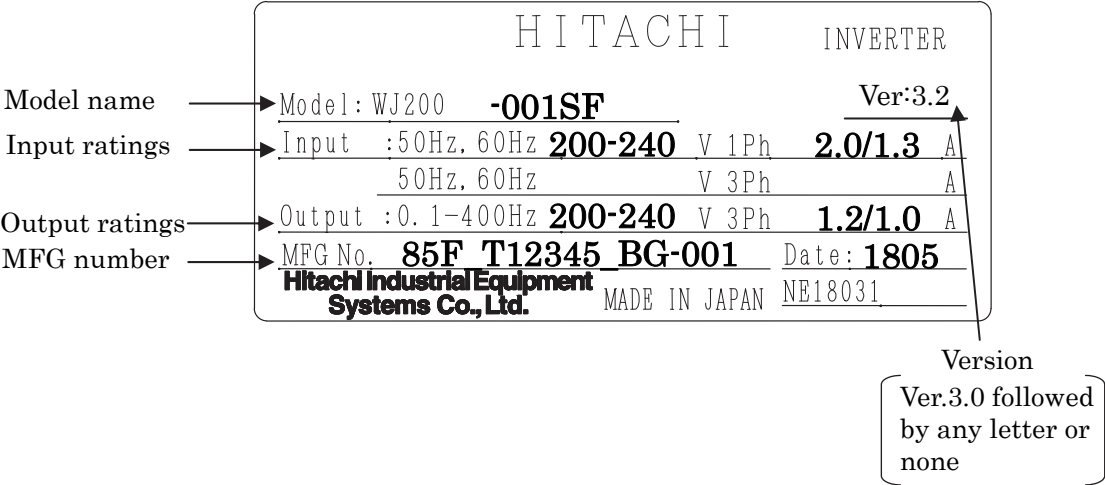 HITACHI INVERTER
Model name Model: WJ200 -001SF Ver:3.2
Input ratings Input :50Hz, 60Hz 200-240 V 1Ph 2.0/1.3 A
50Hz, 60Hz V 3Ph A
Output ratings Output :0.1-400Hz 200-240 V 3Ph 1.2/1.0 A
MFG number MFG No. 85F_T12345_BG-001 Date: 1805
Hitachi Industrial Equipment
Systems Co., Ltd. MADE IN JAPAN NE18031
Version
Ver.3.0 followed
by any letter or
none